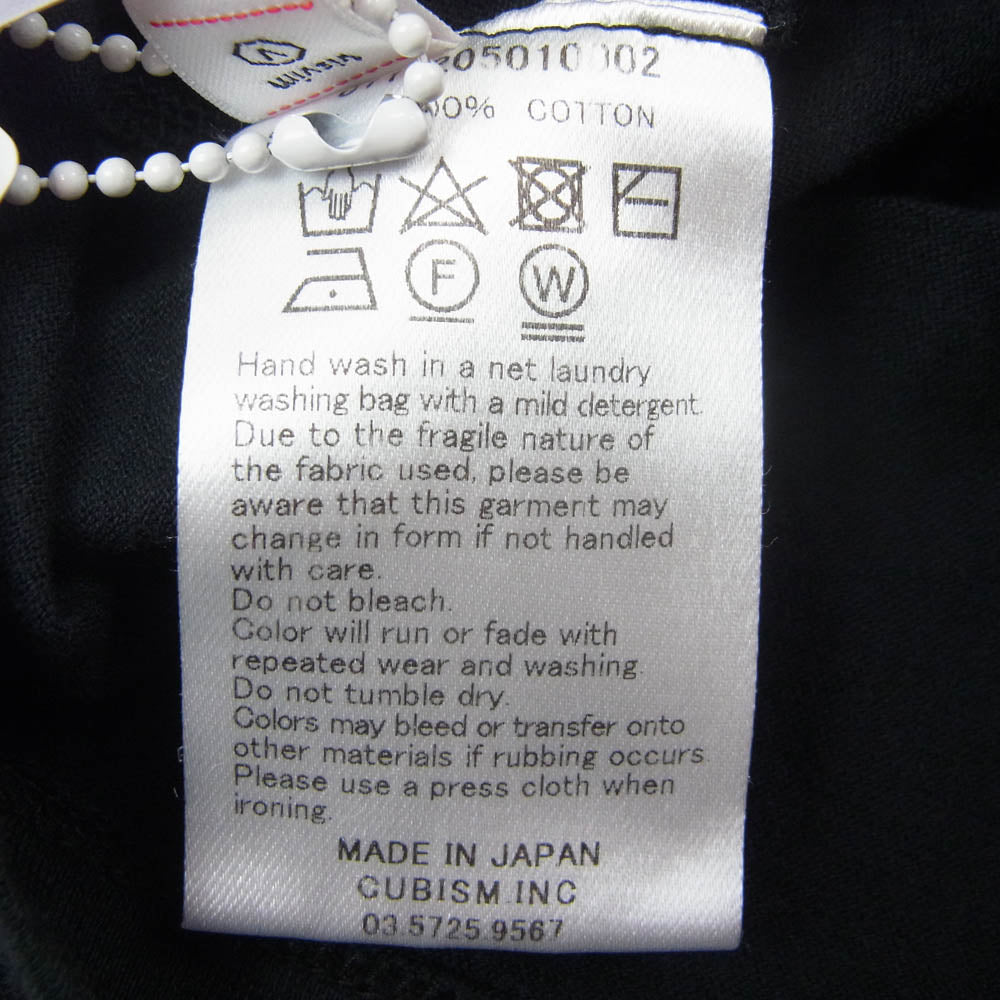 visvim
05010
002
00% COTTON
F
W
Hand wash in a net laundry
washing bag with a mild detergent.
Due to the fragile nature of
the fabric used, please be
aware that this garment may
change in form if not handled
with care.
Do not bleach.
Color will run or fade with
repeated wear and washing.
Do not tumble dry.
Colors may bleed or transfer onto
other materials if rubbing occurs.
Please use a press cloth when
ironing.
MADE IN JAPAN
CUBISM.INC
03.5725.9567